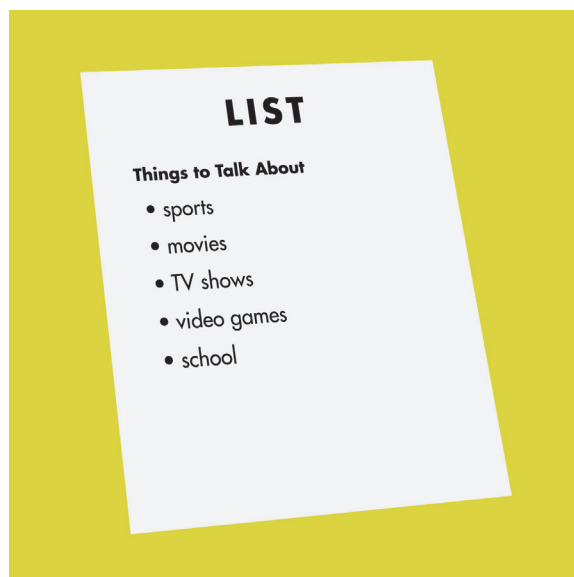 LIST
Things to Talk About
• sports
• movies
• TV shows
• video games
• school